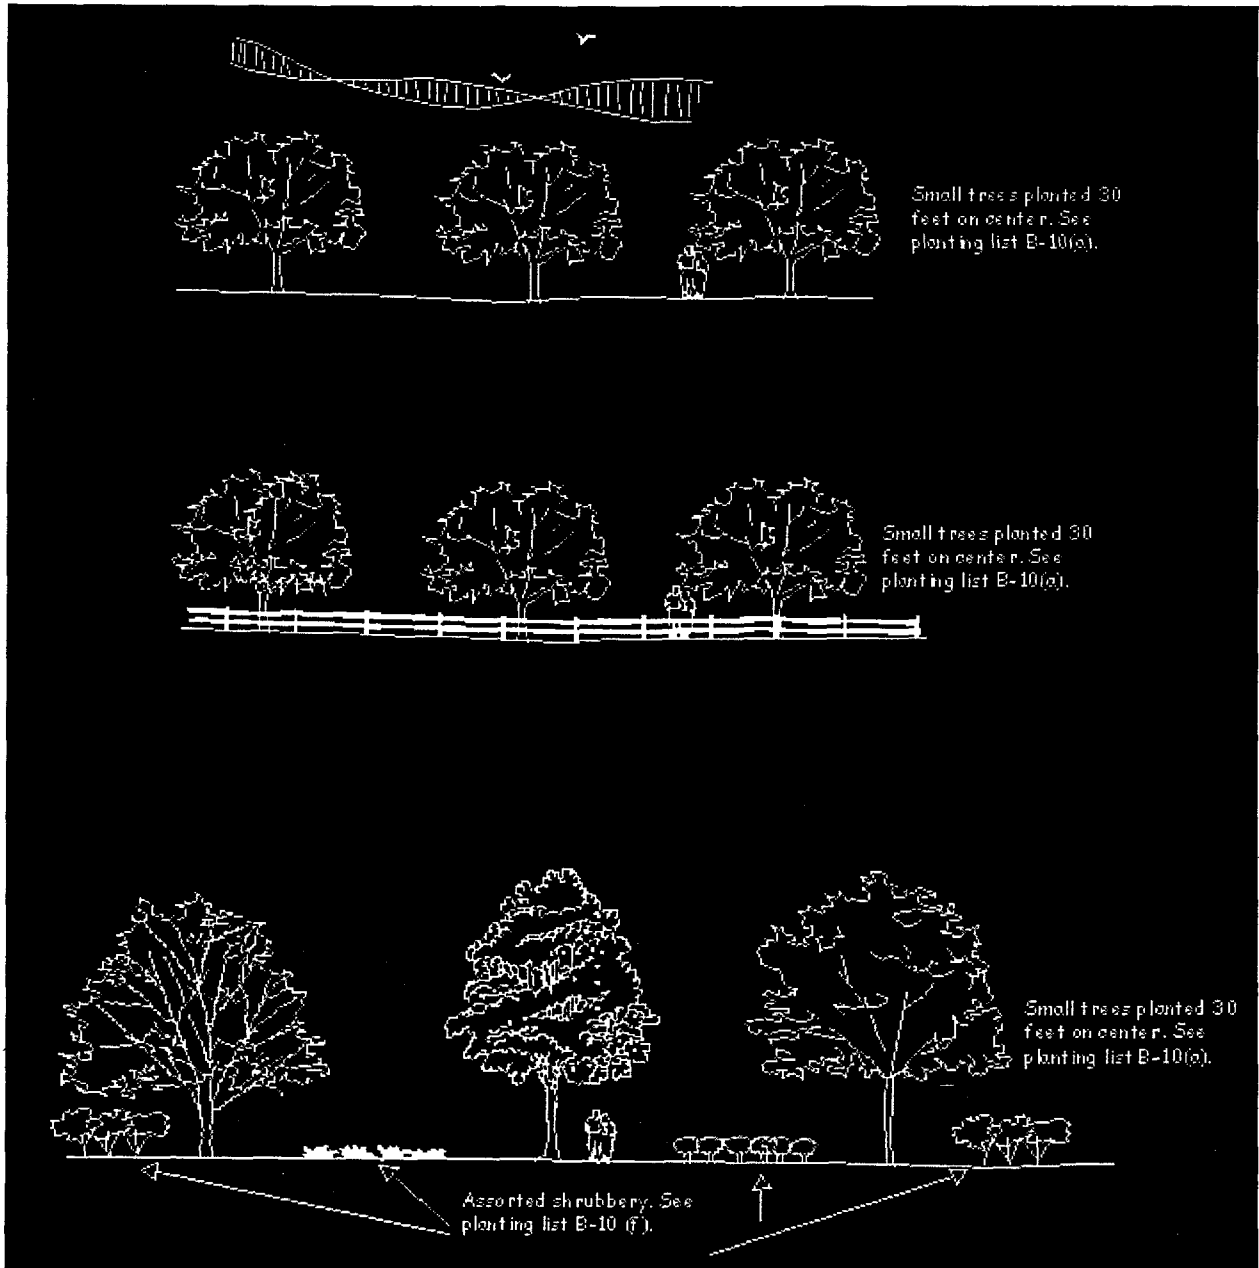 Small trees planted 30
feet on center. See
planting list B-10(a).
Small trees planted 30
feet on center. See
planting list B-10(a).
Small trees planted 30
feet on center. See
planting list B-10(a).
Assorted shrubbery. See
planting list B-10 (f).